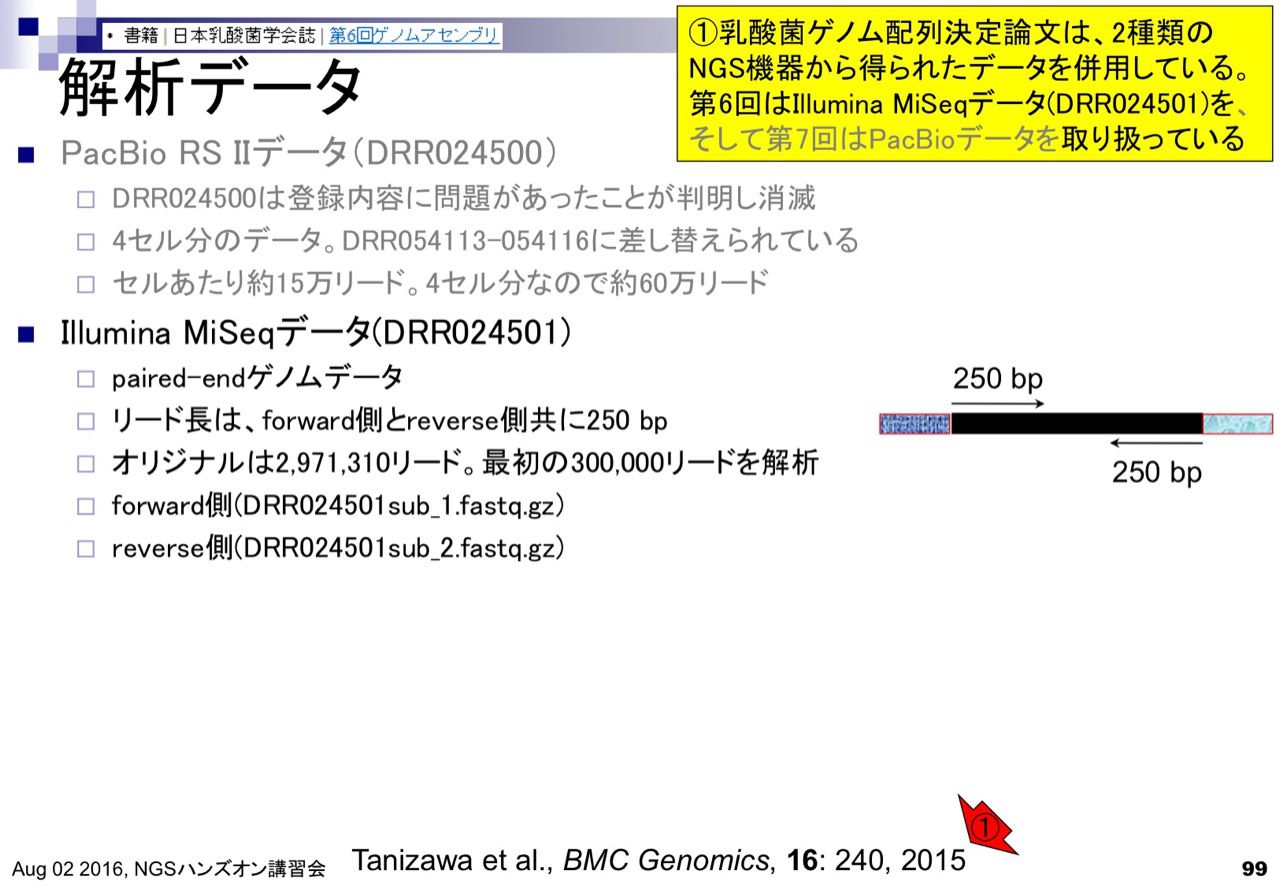 ・ 書籍 | 日本乳酸菌学会誌 | 第6回ゲノムアセンブリ
解析データ
①乳酸菌ゲノム配列決定論文は、2種類の
NGS機器から得られたデータを併用している。
第6回はIllumina MiSeqデータ(DRR024501)を、
そして第7回はPacBioデータを取り扱っている
PacBio RS IIデータ(DRR024500)
DRR024500は登録内容に問題があったことが判明し消滅
4セル分のデータ。DRR054113-054116に差し替えられている
セルあたり約15万リード。4セル分なので約60万リード
Illumina MiSeqデータ(DRR024501)
paired-endゲノムデータ
リード長は、forward側とreverse側共に250 bp
オリジナルは2,971,310リード。最初の300,000リードを解析
forward側(DRR024501sub_1.fastq.gz)
reverse側(DRR024501sub_2.fastq.gz)
250 bp
250 bp
①
Aug 02 2016, NGSハンズオン講習会
Tanizawa et al., BMC Genomics, 16: 240, 2015
99